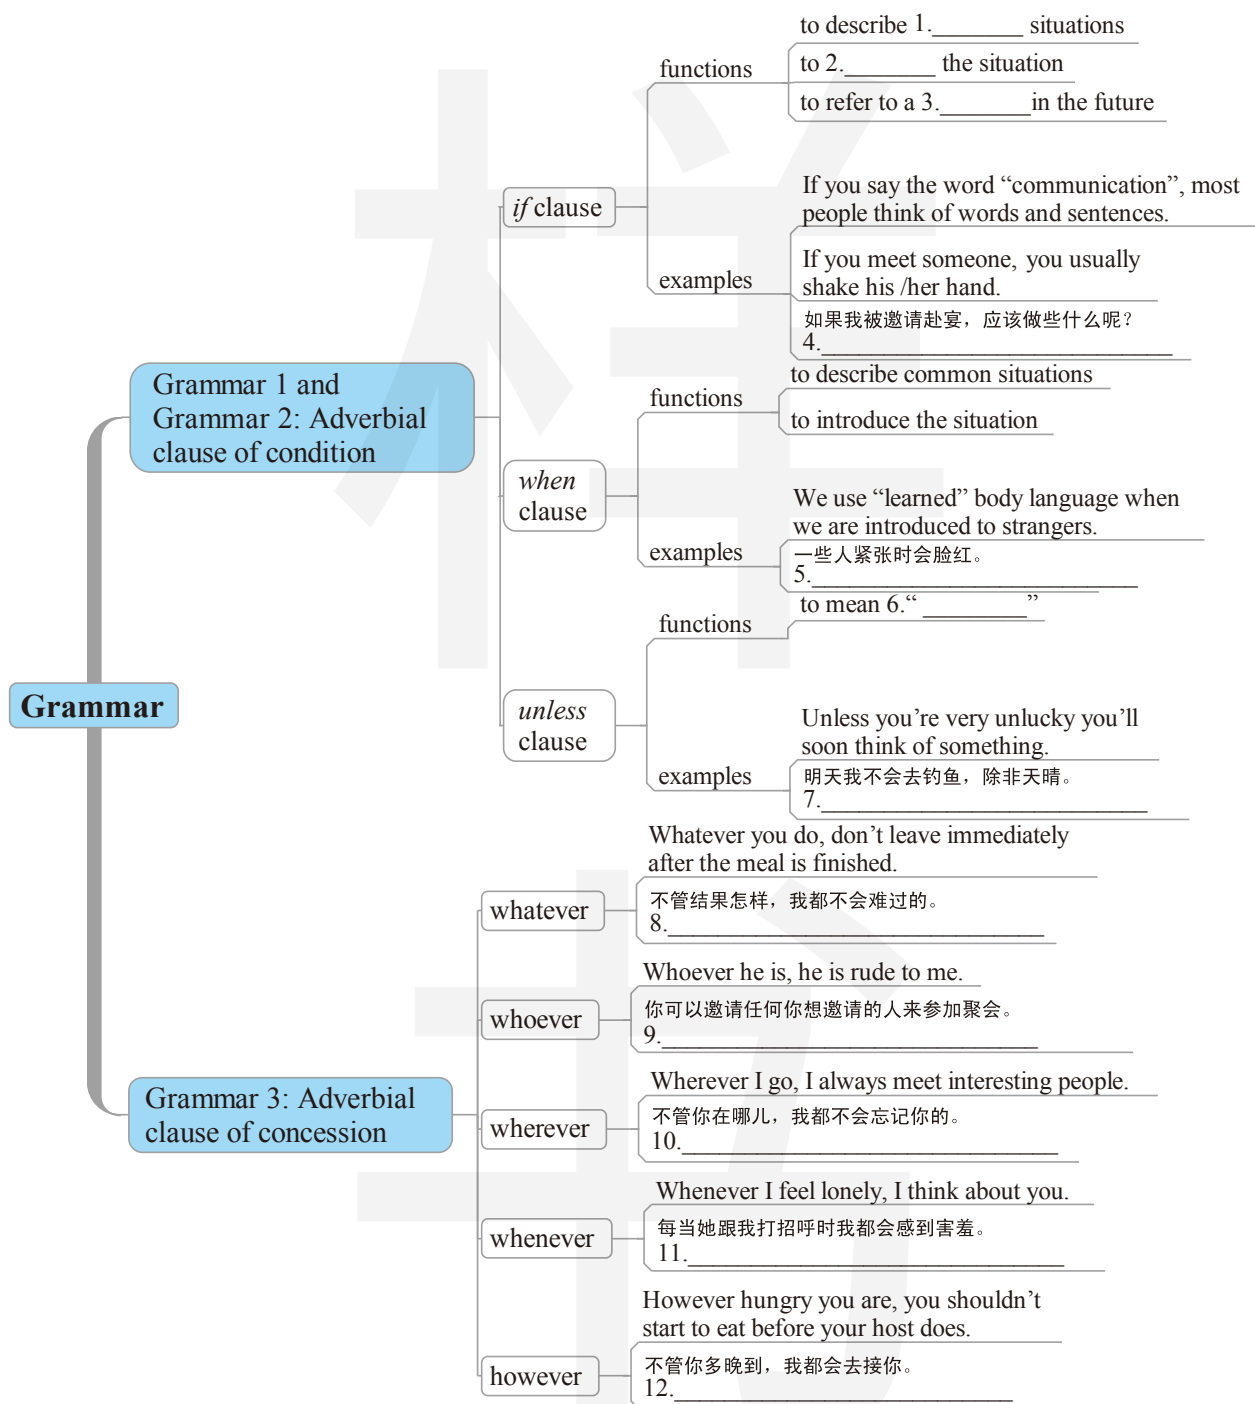 to describe 1._______ situations
to 2._______ the situation
functions
to refer to a 3._______in the future
If you say the word “communication”, most
people think of words and sentences.
if clause
If you meet someone, you usually
shake his /her hand.
examples
如果我被邀请赴宴，应该做些什么呢？
4.____________________________
Grammar 1 and
Grammar 2: Adverbial
clause of condition
to describe common situations
functions
to introduce the situation
when
clause
We use “learned” body language when
we are introduced to strangers.
examples
一些人紧张时会脸红。
5.__________________________
to mean 6.“ ________”
functions
Grammar
unless
clause
Unless you’re very unlucky you’ll
soon think of something.
examples
明天我不会去钓鱼，除非天晴。
7.___________________________
Whatever you do, don’t leave immediately
after the meal is finished.
whatever
不管结果怎样，我都不会难过的。
8.______________________________
Whoever he is, he is rude to me.
whoever
你可以邀请任何你想邀请的人来参加聚会。
9.______________________________
Grammar 3: Adverbial
clause of concession
Wherever I go, I always meet interesting people.
wherever
不管你在哪儿，我都不会忘记你的。
10.______________________________
Whenever I feel lonely, I think about you.
whenever
每当她跟我打招呼时我都会感到害羞。
11.______________________________
However hungry you are, you shouldn’t
start to eat before your host does.
however
不管你多晚到，我都会去接你。
12.___________________________
样
书